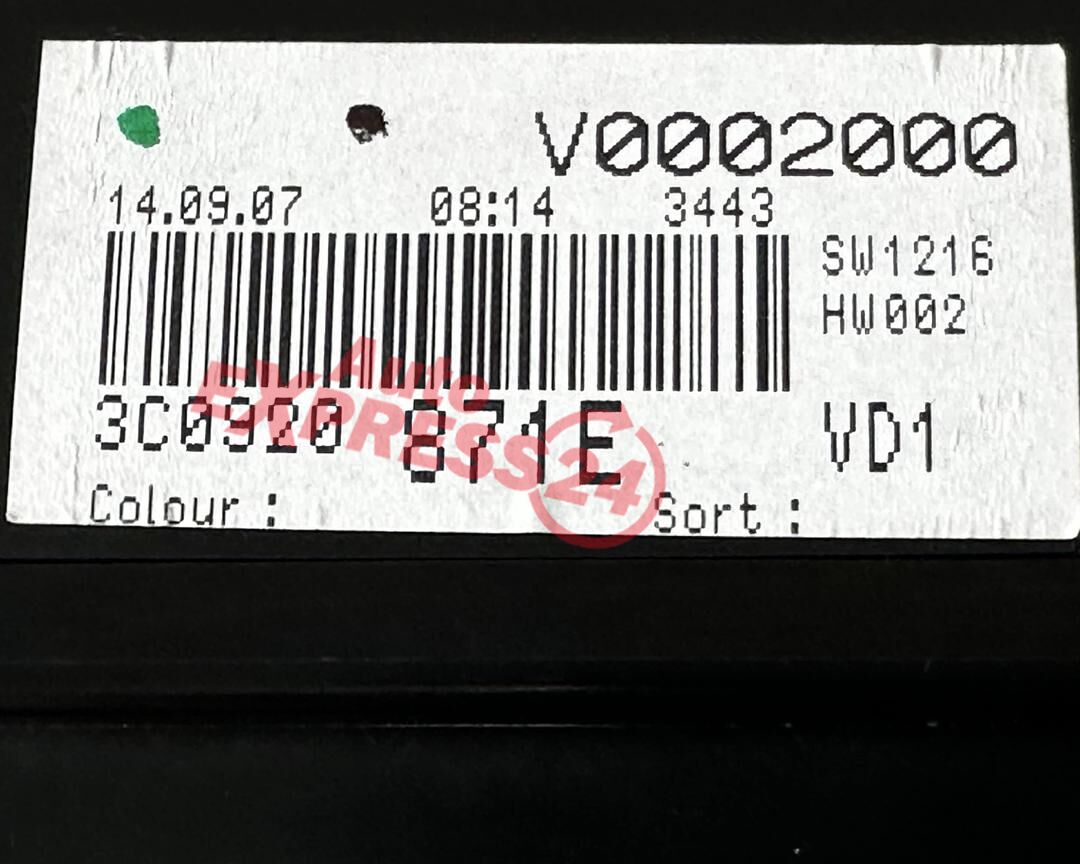 V0002000
14.09.07 08:14 3443
SW1216
HW002
3C0920 871E VD1
Colour : Sort :
Auto
EXPRESS24